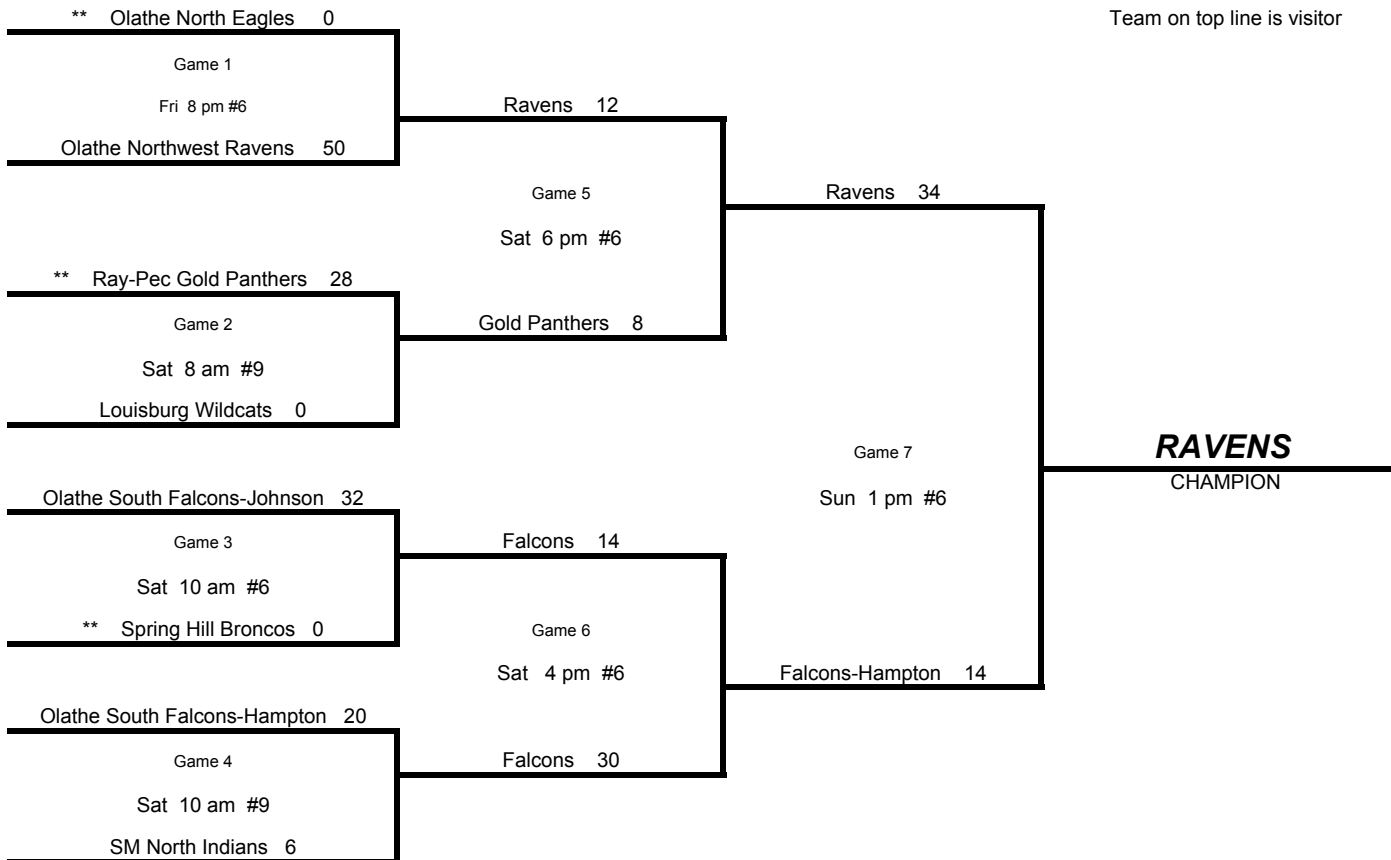 ** Olathe North Eagles 0
Team on top line is visitor
Game 1
Fri 8 pm #6
Ravens 12
Olathe Northwest Ravens 50
Game 5
Ravens 34
Sat 6 pm #6
** Ray-Pec Gold Panthers 28
Game 2
Gold Panthers 8
Sat 8 am #9
Louisburg Wildcats 0
Game 7
RAVENS
CHAMPION
Olathe South Falcons-Johnson 32
Sun 1 pm #6
Game 3
Falcons 14
Sat 10 am #6
** Spring Hill Broncos 0
Game 6
Sat 4 pm #6
Falcons-Hampton 14
Olathe South Falcons-Hampton 20
Game 4
Falcons 30
Sat 10 am #9
SM North Indians 6